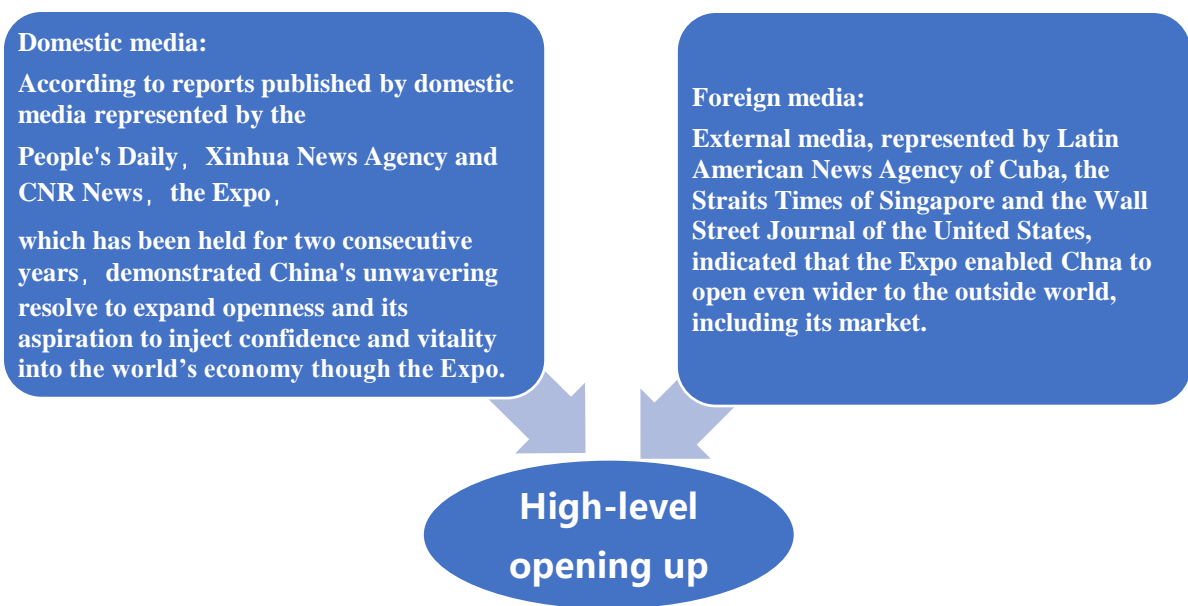 Domestic media:
According to reports published by domestic
media represented by the
People's Daily，Xinhua News Agency and
CNR News，the Expo，
which has been held for two consecutive
years，demonstrated China's unwavering
resolve to expand openness and its
aspiration to inject confidence and vitality
into the world’s economy though the Expo.
Foreign media:
External media, represented by Latin
American News Agency of Cuba, the
Straits Times of Singapore and the Wall
Street Journal of the United States,
indicated that the Expo enabled Chna to
open even wider to the outside world,
including its market.
High-level
opening up